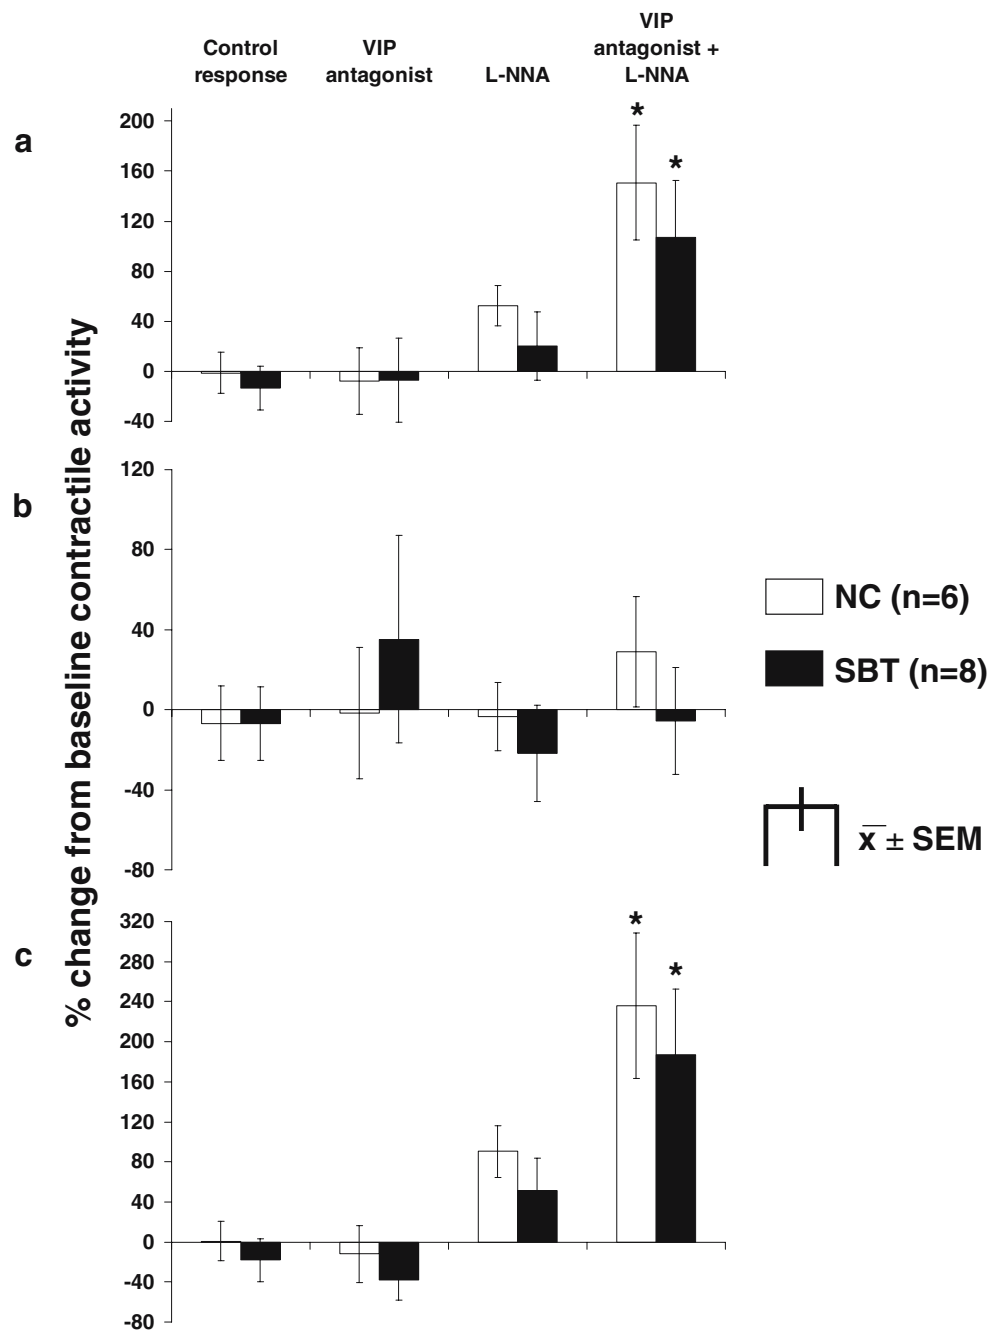 Control
response
VIP
antagonist
L-NNA
VIP
antagonist +
L-NNA
% change from baseline contractile activity
a
200
160
120
80
40
0
-40
*
*
b
120
80
40
0
-40
-80
NC (n=6)
SBT (n=8)
x̅ ± SEM
c
320
280
240
200
160
120
80
40
0
-40
-80
*
*